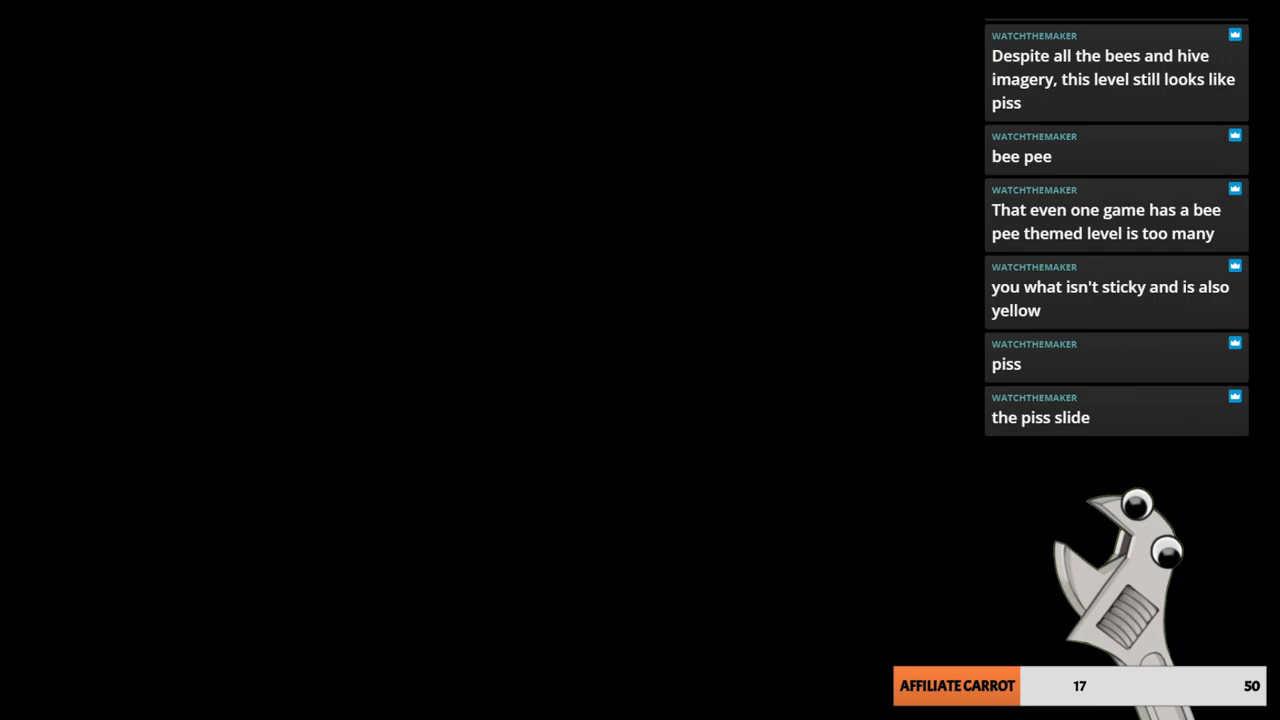 WATCHTHEMAKER
Despite all the bees and hive
imagery, this level still looks like
piss
WATCHTHEMAKER
bee pee
WATCHTHEMAKER
That even one game has a bee
pee themed level is too many
WATCHTHEMAKER
you what isn't sticky and is also
yellow
WATCHTHEMAKER
piss
WATCHTHEMAKER
the piss slide
AFFILIATE CARROT 17 50